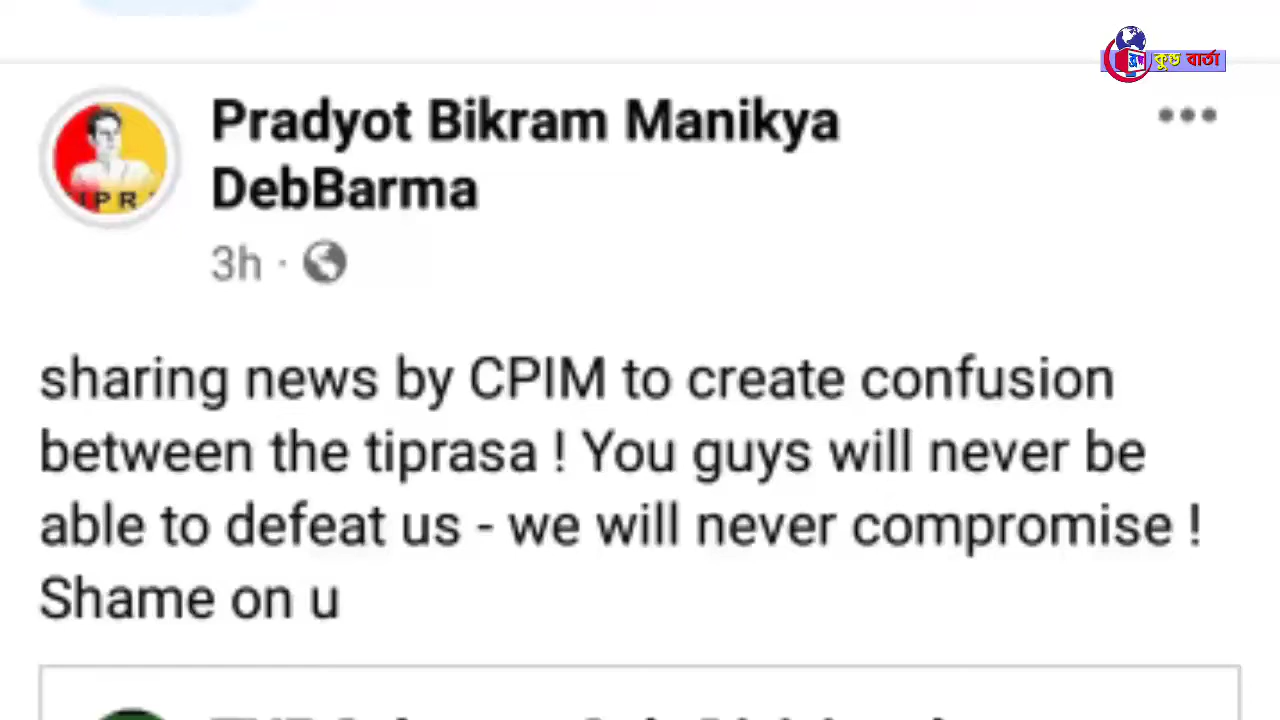 কুন্ড বার্তা
Pradyot Bikram Manikya
DebBarma
3h ·
IPR
sharing news by CPIM to create confusion
between the tiprasa ! You guys will never be
able to defeat us - we will never compromise !
Shame on u